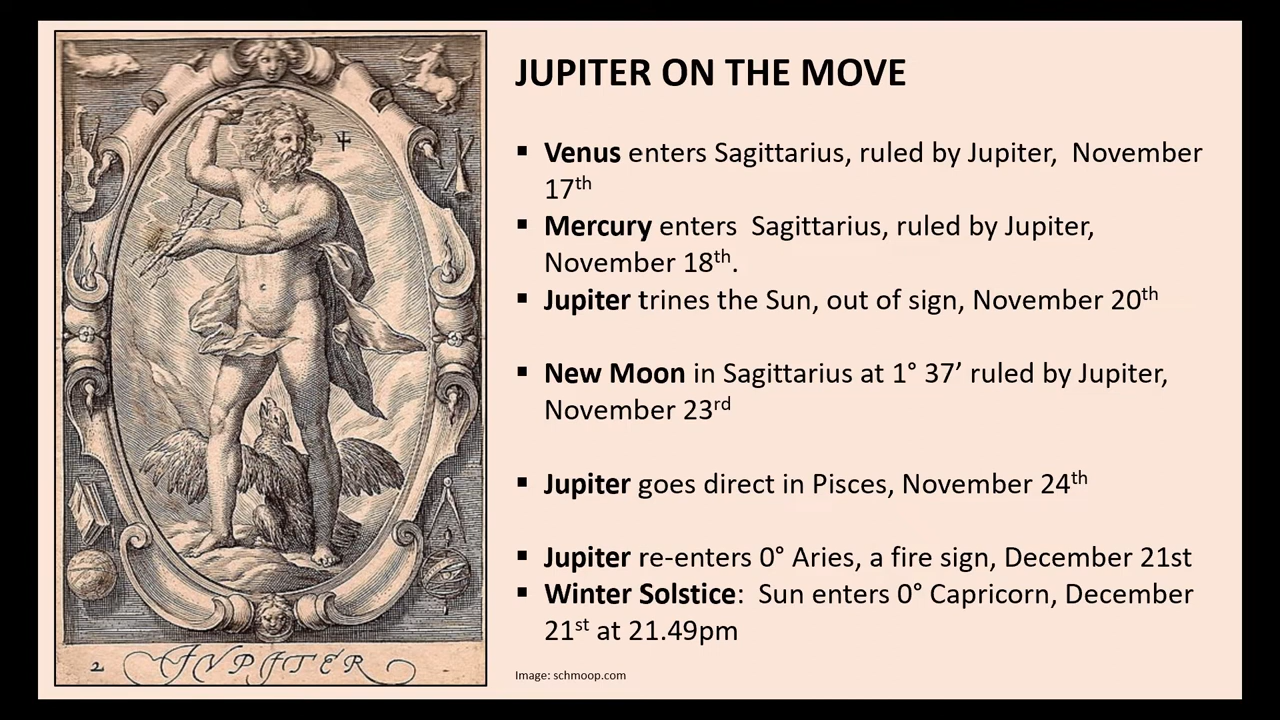 JUPITER ON THE MOVE
▪ Venus enters Sagittarius, ruled by Jupiter,  November
17th
▪ Mercury enters  Sagittarius, ruled by Jupiter,
November 18th.
▪ Jupiter trines the Sun, out of sign, November 20th
▪ New Moon in Sagittarius at 1° 37’ ruled by Jupiter,
November 23rd
▪ Jupiter goes direct in Pisces, November 24th
▪ Jupiter re-enters 0° Aries, a fire sign, December 21st
▪ Winter Solstice:  Sun enters 0° Capricorn, December
21st at 21.49pm
Image: schmoop.com
2 IVPITER